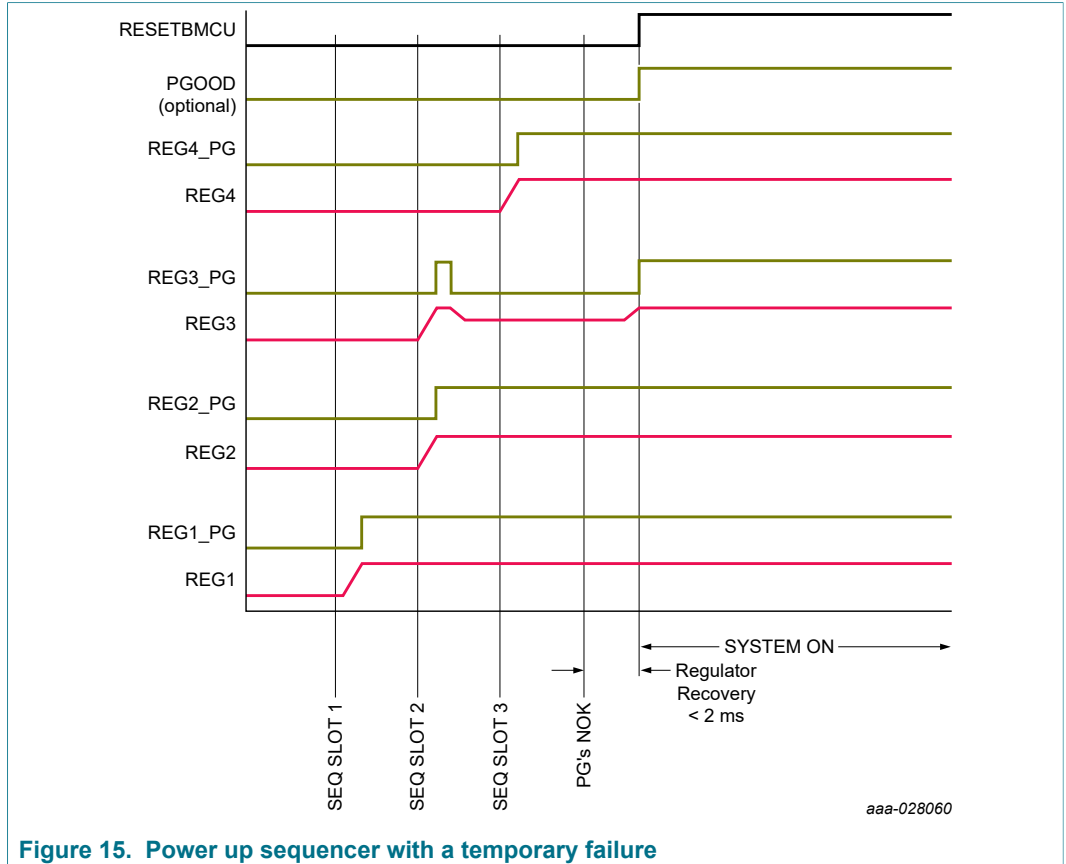 RESETBMCU
PGOOD
(optional)
REG4_PG
REG4
REG3_PG
REG3
REG2_PG
REG2
REG1_PG
REG1
SYSTEM ON
Regulator
Recovery
< 2 ms
SEQ SLOT 1
SEQ SLOT 2
SEQ SLOT 3
PG's NOK
aaa-028060
Figure 15. Power up sequencer with a temporary failure